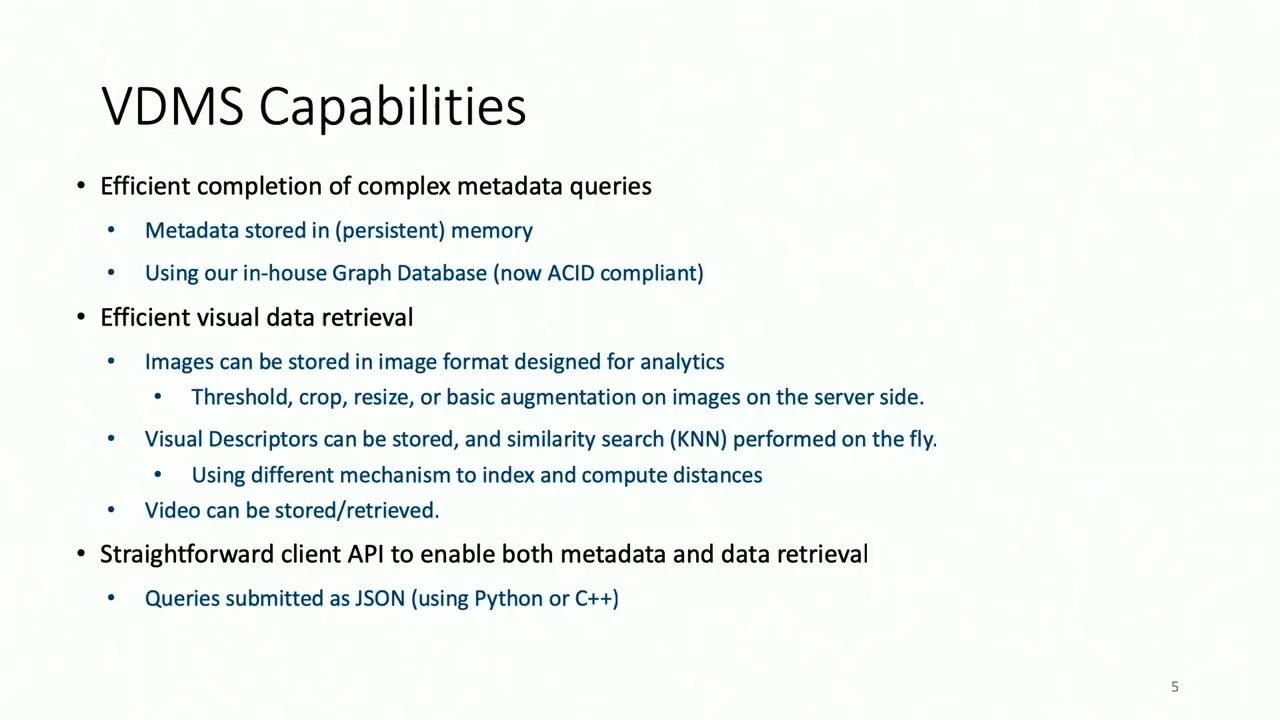 VDMS Capabilities
• Efficient completion of complex metadata queries
• Metadata stored in (persistent) memory
• Using our in-house Graph Database (now ACID compliant)
• Efficient visual data retrieval
• Images can be stored in image format designed for analytics
• Threshold, crop, resize, or basic augmentation on images on the server side.
• Visual Descriptors can be stored, and similarity search (KNN) performed on the fly.
• Using different mechanism to index and compute distances
• Video can be stored/retrieved.
• Straightforward client API to enable both metadata and data retrieval
• Queries submitted as JSON (using Python or C++)
5